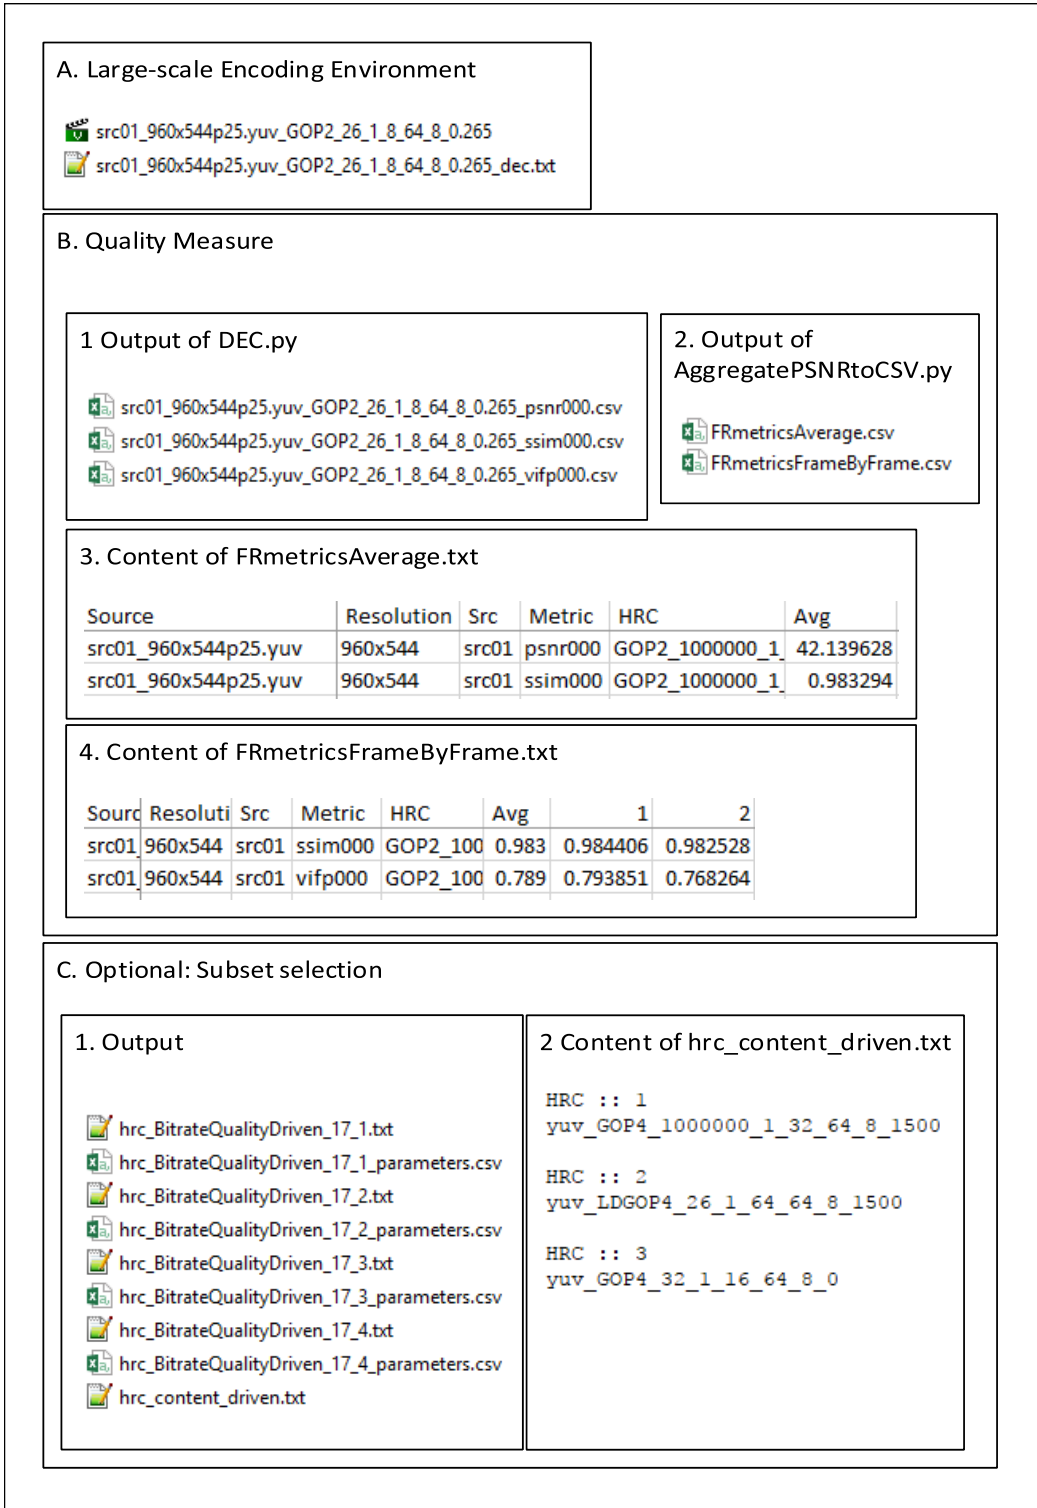 A. Large-scale Encoding Environment
src01_960x544p25.yuv_GOP2_26_1_8_64_8_0.265
src01_960x544p25.yuv_GOP2_26_1_8_64_8_0.265_dec.txt
B. Quality Measure
1 Output of DEC.py
src01_960x544p25.yuv_GOP2_26_1_8_64_8_0.265_psnr000.csv
src01_960x544p25.yuv_GOP2_26_1_8_64_8_0.265_ssim000.csv
src01_960x544p25.yuv_GOP2_26_1_8_64_8_0.265_vifp000.csv
2. Output of
AggregatePSNRtoCSV.py
FRmetricsAverage.csv
FRmetricsFrameByFrame.csv
3. Content of FRmetricsAverage.txt
Source Resolution Src Metric HRC Avg
src01_960x544p25.yuv 960x544 src01 psnr000 GOP2_1000000_1_ 42.139628
src01_960x544p25.yuv 960x544 src01 ssim000 GOP2_1000000_1_ 0.983294
4. Content of FRmetricsFrameByFrame.txt
Sourc Resoluti Src Metric HRC Avg 1 2
src01_ 960x544 src01 ssim000 GOP2_100 0.983 0.984406 0.982528
src01_ 960x544 src01 vifp000 GOP2_100 0.789 0.793851 0.768264
C. Optional: Subset selection
1. Output
hrc_BitrateQualityDriven_17_1.txt
hrc_BitrateQualityDriven_17_1_parameters.csv
hrc_BitrateQualityDriven_17_2.txt
hrc_BitrateQualityDriven_17_2_parameters.csv
hrc_BitrateQualityDriven_17_3.txt
hrc_BitrateQualityDriven_17_3_parameters.csv
hrc_BitrateQualityDriven_17_4.txt
hrc_BitrateQualityDriven_17_4_parameters.csv
hrc_content_driven.txt
2 Content of hrc_content_driven.txt
HRC :: 1
yuv_GOP4_1000000_1_32_64_8_1500
HRC :: 2
yuv_LDGOP4_26_1_64_64_8_1500
HRC :: 3
yuv_GOP4_32_1_16_64_8_0